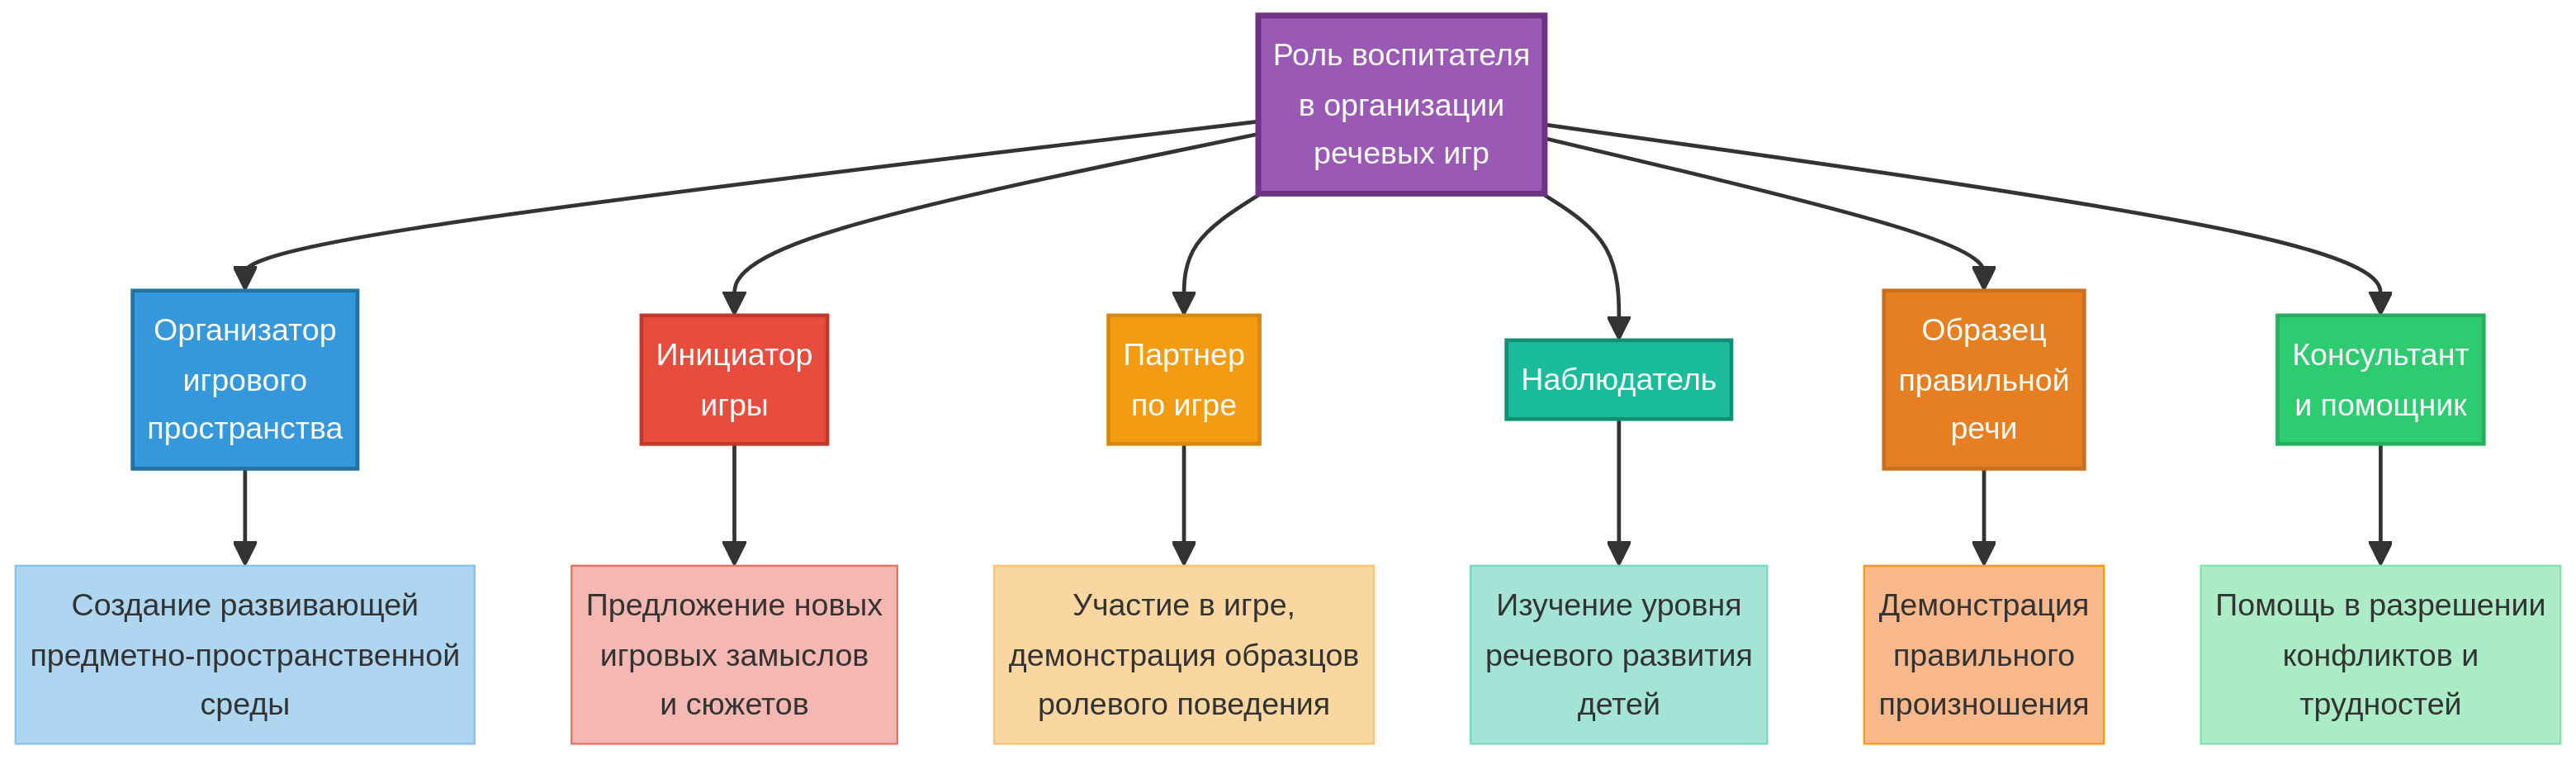 Роль воспитателя
в организации
речевых игр
Организатор
игрового
пространства
Инициатор
игры
Партнер
по игре
Наблюдатель
Образец
правильной
речи
Консультант
и помощник
Создание развивающей
предметно-пространственной
среды
Предложение новых
игровых замыслов
и сюжетов
Участие в игре,
демонстрация образцов
ролевого поведения
Изучение уровня
речевого развития
детей
Демонстрация
правильного
произношения
Помощь в разрешении
конфликтов и
трудностей